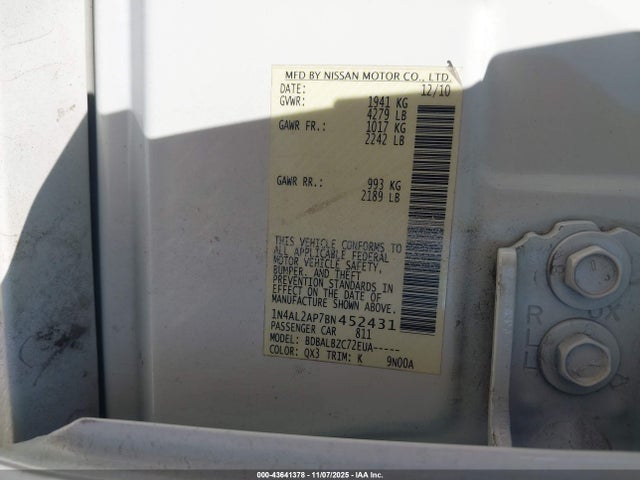 MFD BY NISSAN MOTOR CO., LTD.
DATE: 12/10
GVWR: 1941 KG
4279 LB
GAWR FR.: 1017 KG
2242 LB
GAWR RR.: 993 KG
2189 LB
THIS VEHICLE CONFORMS TO
ALL APPLICABLE FEDERAL
MOTOR VEHICLE SAFETY,
BUMPER, AND THEFT
PREVENTION STANDARDS IN
EFFECT ON THE DATE OF
MANUFACTURE SHOWN ABOVE.
1N4AL2AP7BN452431
PASSENGER CAR 811
MODEL: BDBALBZC72EUA-----
COLOR: QX3 TRIM: K 9N00A
000-43641378 | 11/07/2025 | IAA Inc.